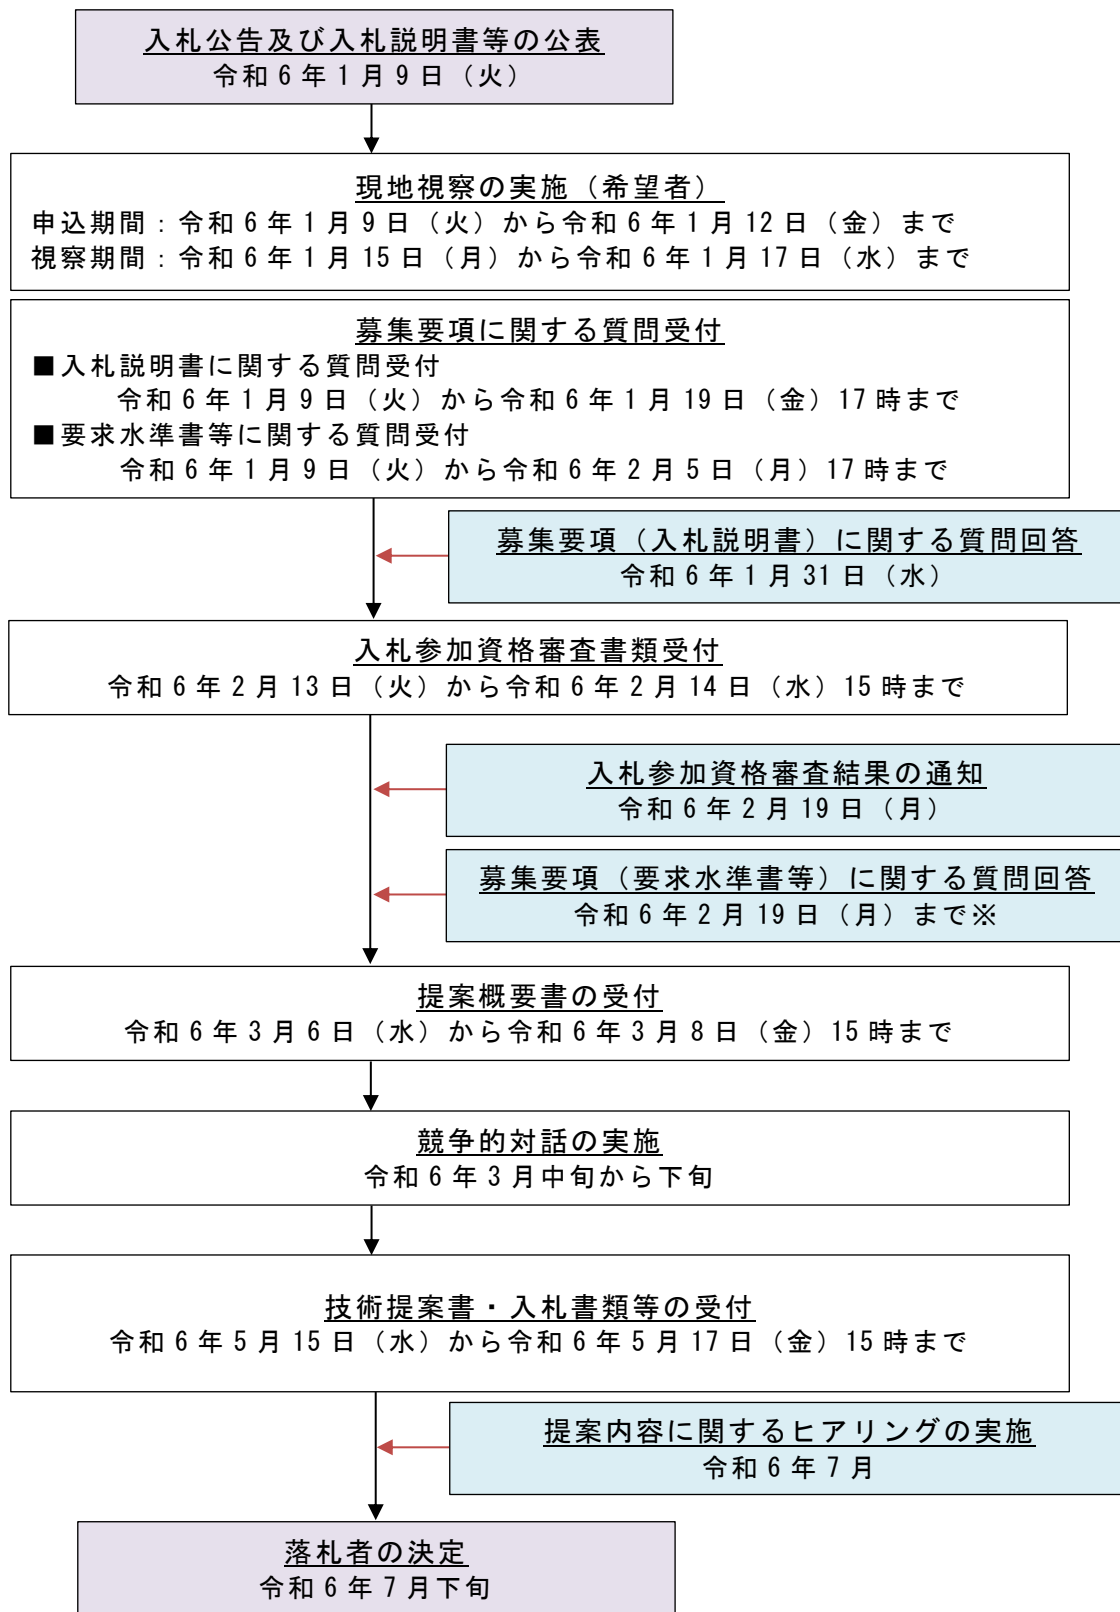 入札公告及び入札説明書等の公表
令和6年1月9日（火）
現地視察の実施（希望者）
申込期間：令和6年1月9日（火）から令和6年1月12日（金）まで
視察期間：令和6年1月15日（月）から令和6年1月17日（水）まで
募集要項に関する質問受付
■入札説明書に関する質問受付
令和6年1月9日（火）から令和6年1月19日（金）17時まで
■要求水準書等に関する質問受付
令和6年1月9日（火）から令和6年2月5日（月）17時まで
募集要項（入札説明書）に関する質問回答
令和6年1月31日（水）
入札参加資格審査書類受付
令和6年2月13日（火）から令和6年2月14日（水）15時まで
入札参加資格審査結果の通知
令和6年2月19日（月）
募集要項（要求水準書等）に関する質問回答
令和6年2月19日（月）まで※
提案概要書の受付
令和6年3月6日（水）から令和6年3月8日（金）15時まで
競争的対話の実施
令和6年3月中旬から下旬
技術提案書・入札書類等の受付
令和6年5月15日（水）から令和6年5月17日（金）15時まで
提案内容に関するヒアリングの実施
令和6年7月
落札者の決定
令和6年7月下旬